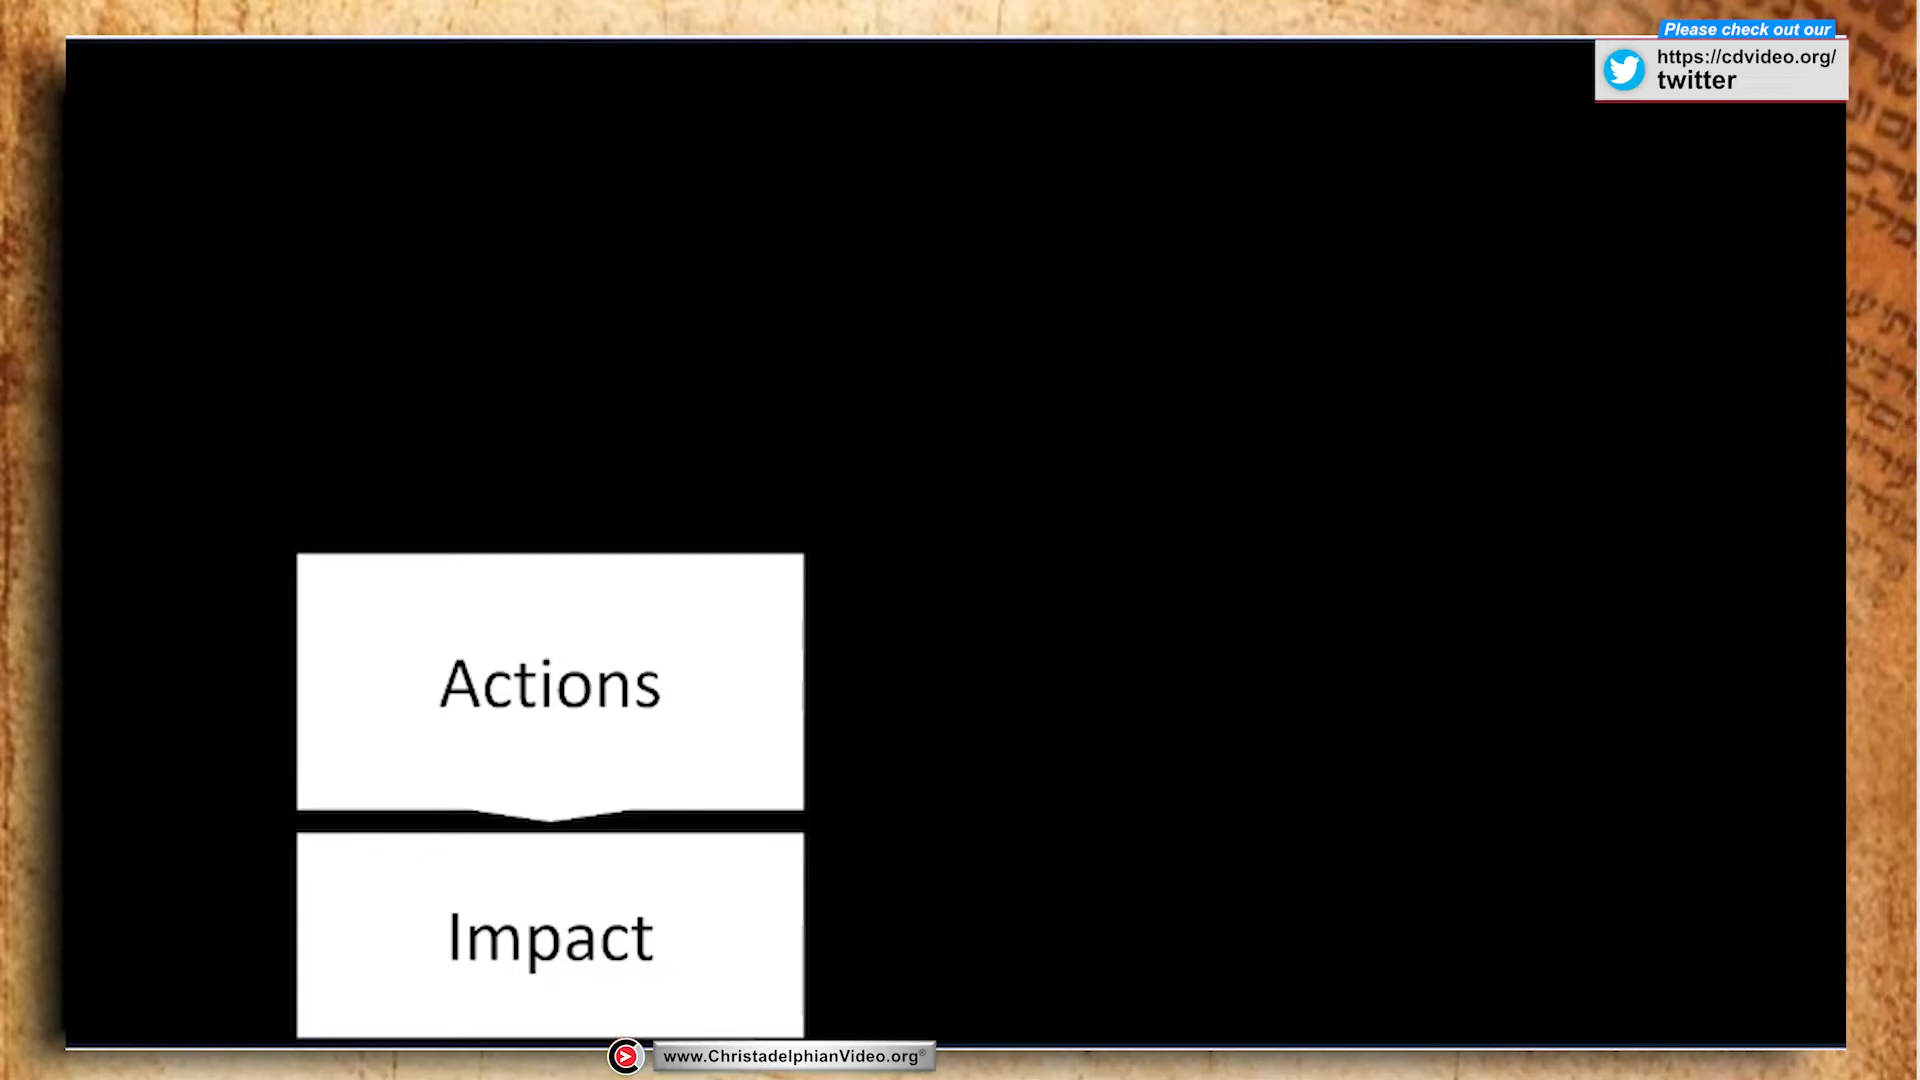 Please check out our
https://cdvideo.org/
twitter
Actions
Impact
www.ChristadelphianVideo.org®